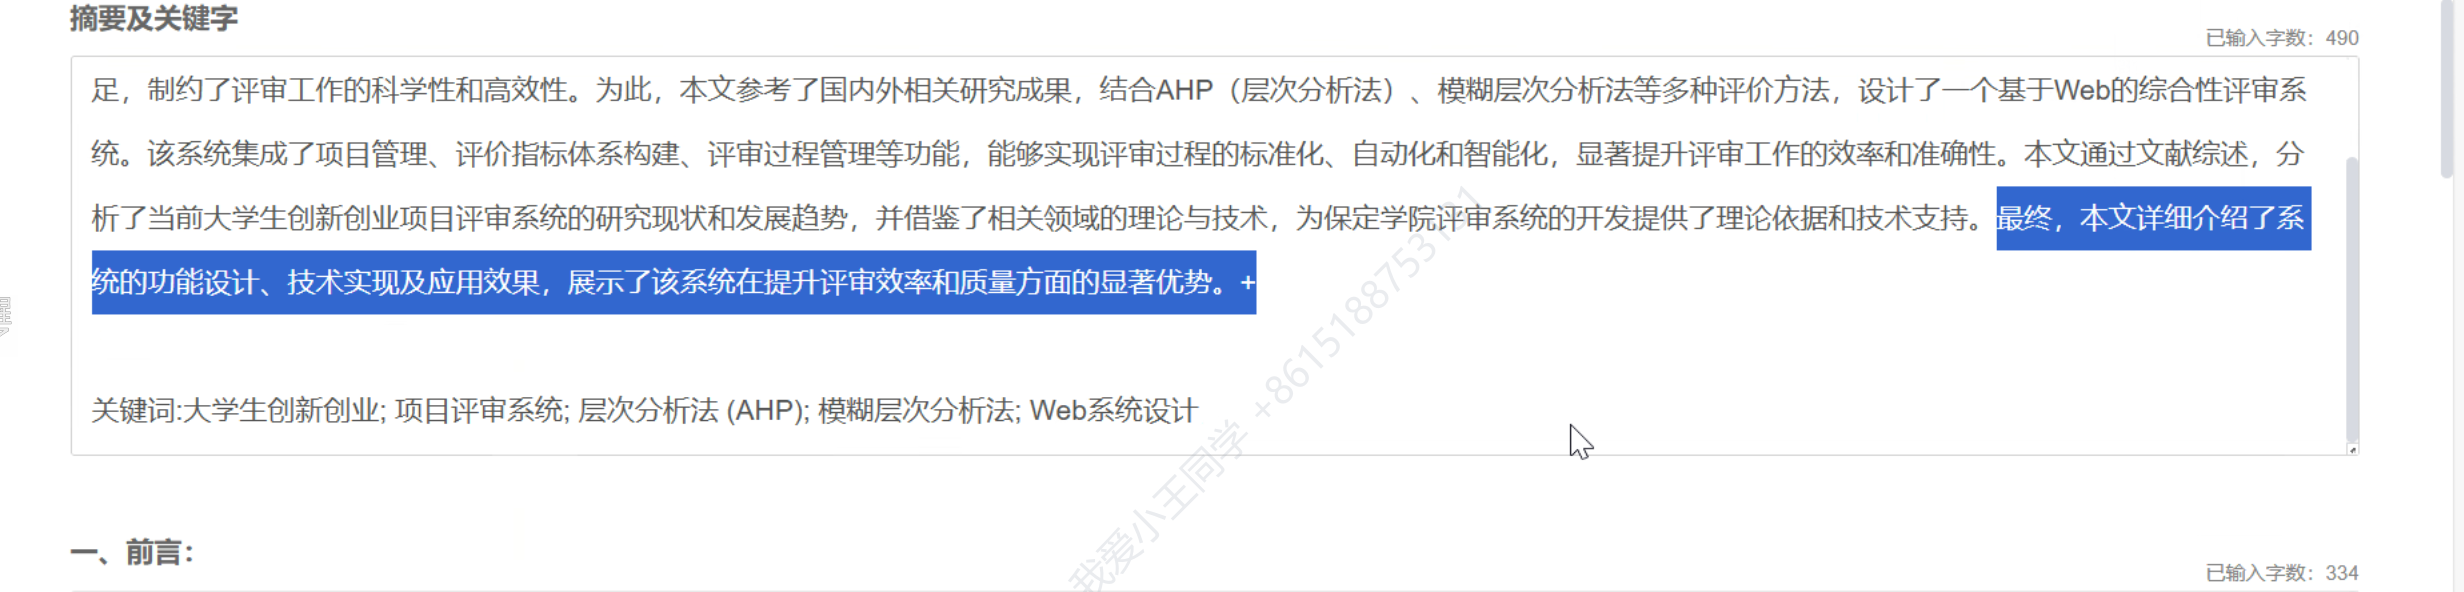 摘要及关键字
已输入字数：490
足，制约了评审工作的科学性和高效性。为此，本文参考了国内外相关研究成果，结合AHP（层次分析法）、模糊层次分析法等多种评价方法，设计了一个基于Web的综合性评审系
统。该系统集成了项目管理、评价指标体系构建、评审过程管理等功能，能够实现评审过程的标准化、自动化和智能化，显著提升评审工作的效率和准确性。本文通过文献综述，分
析了当前大学生创新创业项目评审系统的研究现状和发展趋势，并借鉴了相关领域的理论与技术，为保定学院评审系统的开发提供了理论依据和技术支持。最终，本文详细介绍了系
统的功能设计、技术实现及应用效果，展示了该系统在提升评审效率和质量方面的显著优势。+
关键词:大学生创新创业; 项目评审系统; 层次分析法 (AHP); 模糊层次分析法; Web系统设计
我爱小王同学
一、前言：
已输入字数：334